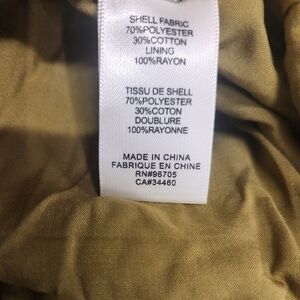 SHELL FABRIC
70%POLYESTER
30%COTTON
LINING
100%RAYON
TISSU DE SHELL
70%POLYESTER
30%COTON
DOUBLURE
100%RAYONNE
MADE IN CHINA
FABRIQUE EN CHINE
RN#96705
CA#34460